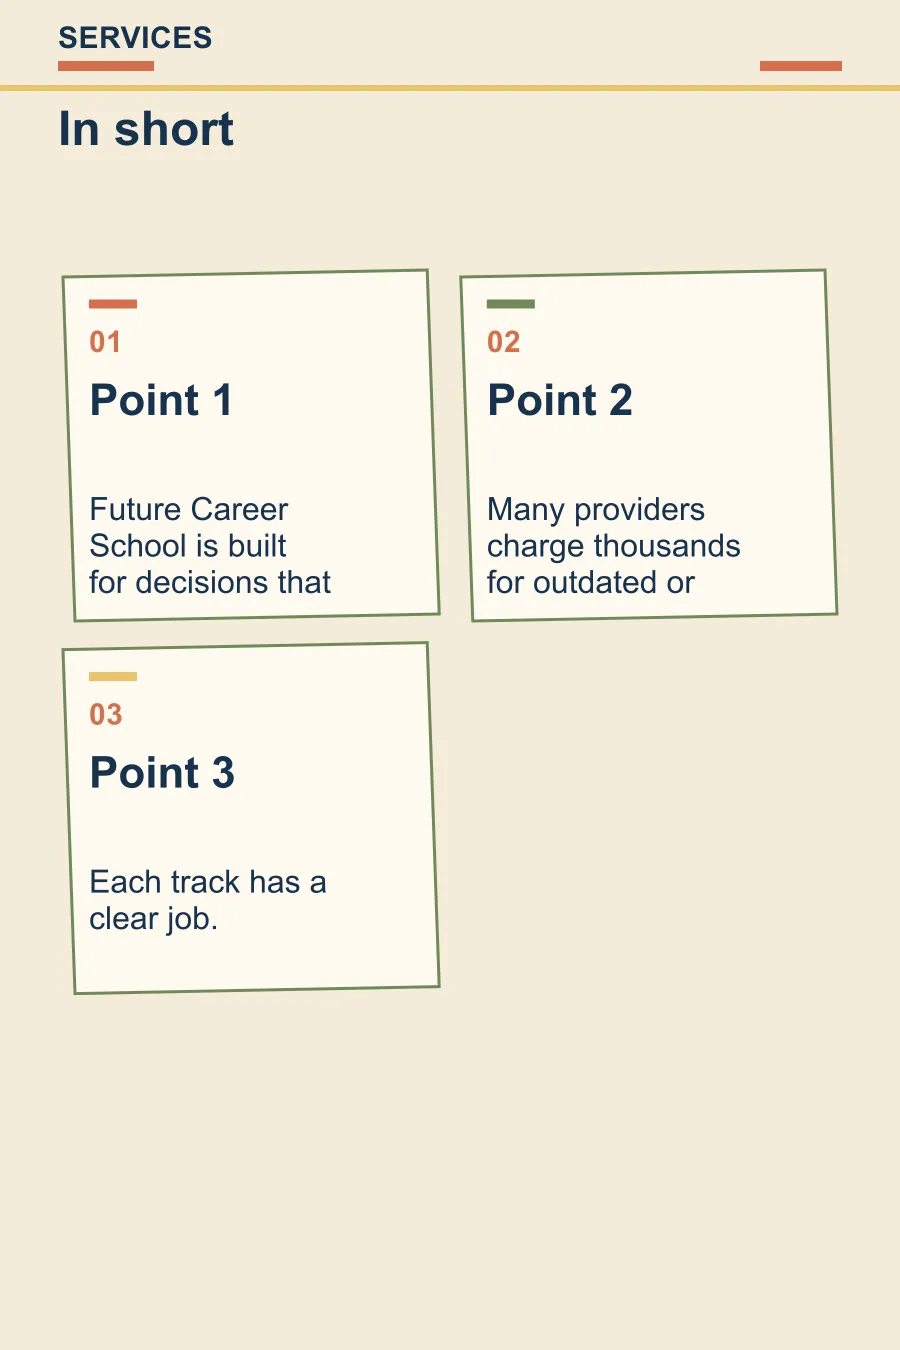 SERVICES
In short
01
Point 1
Future Career
School is built
for decisions that
02
Point 2
Many providers
charge thousands
for outdated or
03
Point 3
Each track has a
clear job.